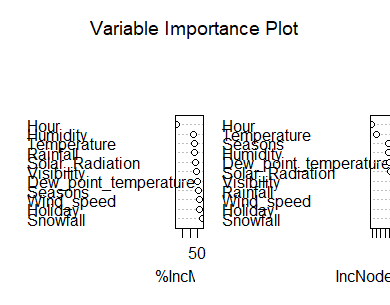 Variable Importance Plot
Hour
Humidity
Temperature
Rainfall
Solar_Radiation
Visibility
Dew_point_temperature
Seasons
Wind_speed
Holiday
Snowfall
50
%IncM
Hour
Temperature
Seasons
Humidity
Dew_point_temperature
Solar_Radiation
Visibility
Rainfall
Wind_speed
Holiday
Snowfall
IncNode